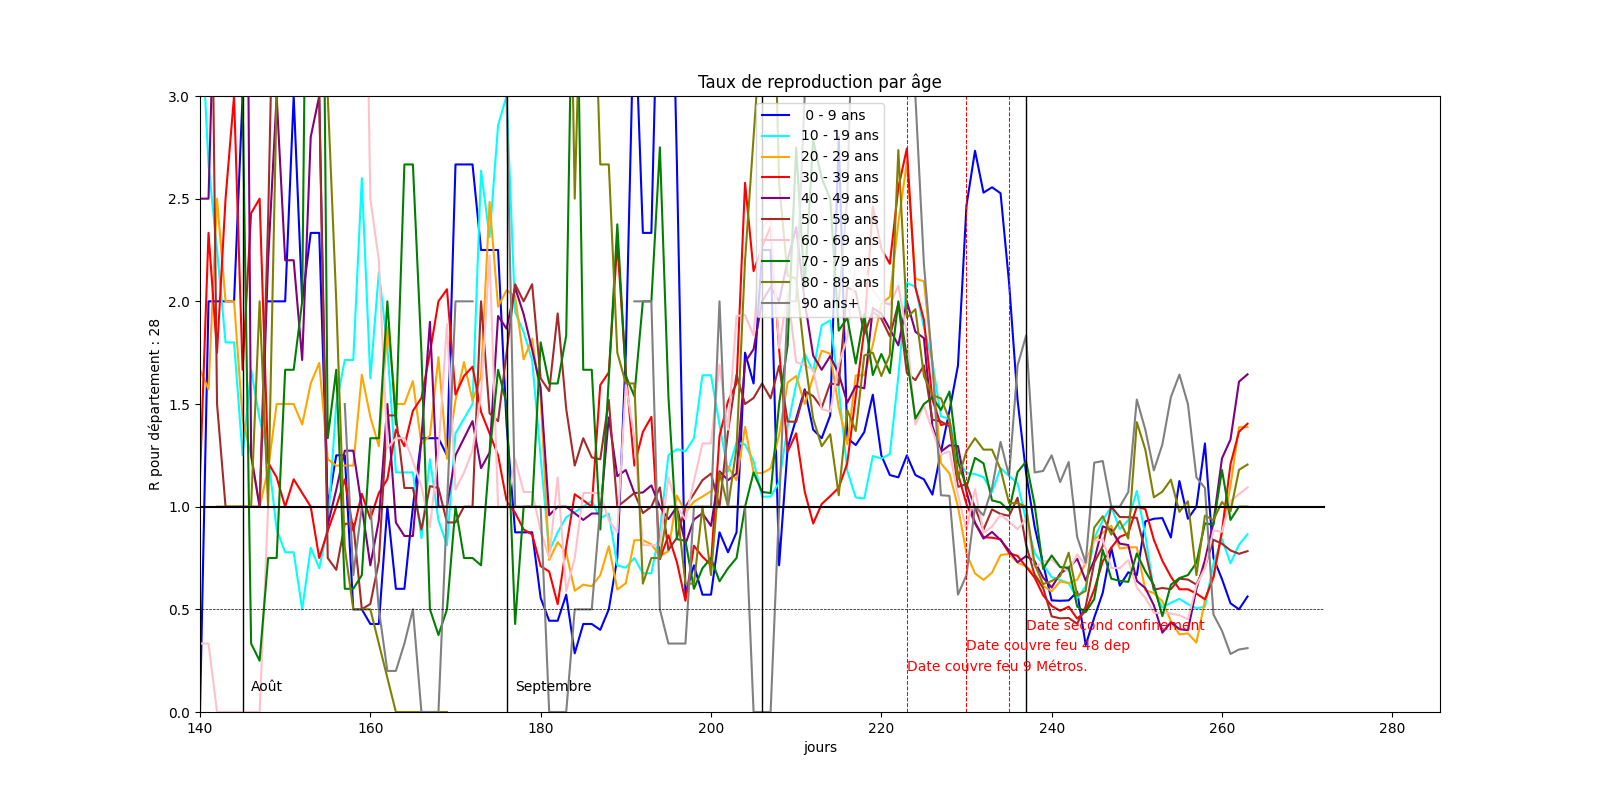 Taux de reproduction par âge
3.0
2.5
2.0
1.5
1.0
0.5
0.0
R pour département : 28
0 - 9 ans
10 - 19 ans
20 - 29 ans
30 - 39 ans
40 - 49 ans
50 - 59 ans
60 - 69 ans
70 - 79 ans
80 - 89 ans
90 ans+
Date second confinement
Date couvre feu 48 dep
Date couvre feu 9 Métros.
Août
Septembre
140
160
180
200
220
240
260
280
jours